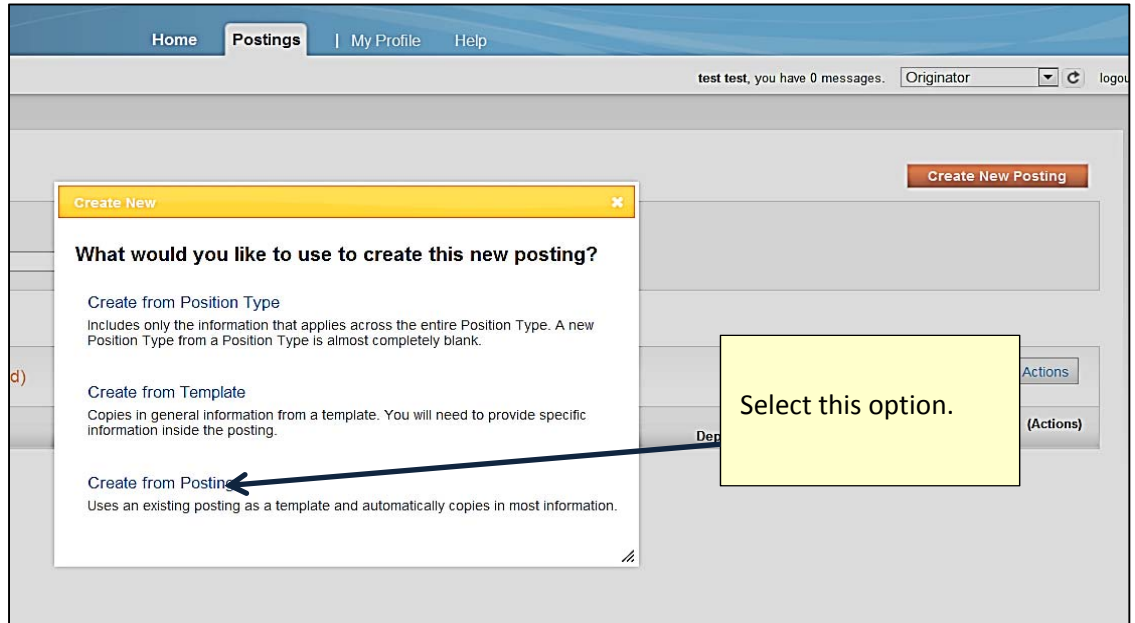 Home Postings | My Profile Help
test test, you have 0 messages. Originator
Create New Posting
Create New
What would you like to use to create this new posting?
Create from Position Type
Includes only the information that applies across the entire Position Type. A new
Position Type from a Position Type is almost completely blank.
d) Actions
Create from Template
Copies in general information from a template. You will need to provide specific
information inside the posting.
Select this option.
(Actions)
Create from Posting
Uses an existing posting as a template and automatically copies in most information.